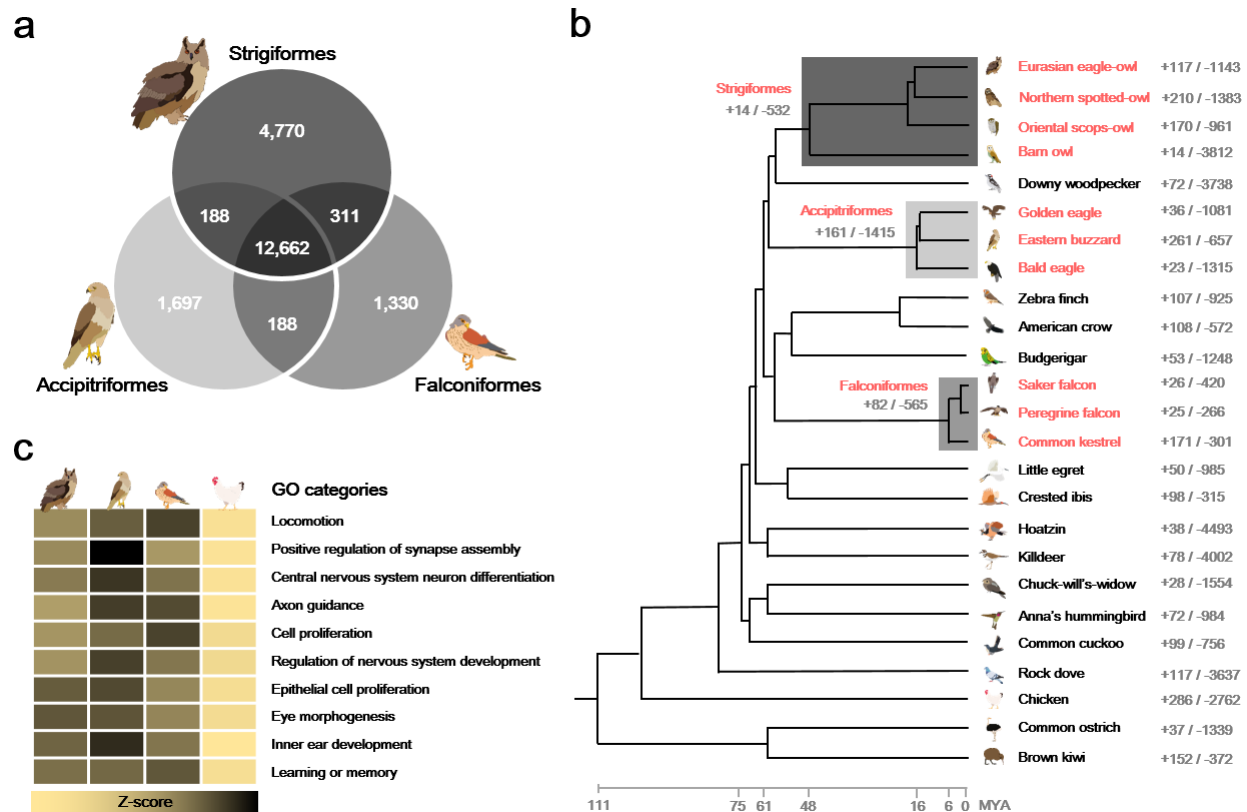 a
Strigiformes
4,770
188
311
12,662
1,697
188
1,330
Accipitriformes
Falconiformes
b
Strigiformes
+14 / -532
Accipitriformes
+161 / -1415
Falconiformes
+82 / -565
Eurasian eagle-owl +117 / -1143
Northern spotted-owl +210 / -1383
Oriental scops-owl +170 / -961
Barn owl +14 / -3812
Downy woodpecker +72 / -3738
Golden eagle +36 / -1081
Eastern buzzard +261 / -657
Bald eagle +23 / -1315
Zebra finch +107 / -925
American crow +108 / -572
Budgerigar +53 / -1248
Saker falcon +26 / -420
Peregrine falcon +25 / -266
Common kestrel +171 / -301
Little egret +50 / -985
Crested ibis +98 / -315
Hoatzin +38 / -4493
Killdeer +78 / -4002
Chuck-will's-widow +28 / -1554
Anna's hummingbird +72 / -984
Common cuckoo +99 / -756
Rock dove +117 / -3637
Chicken +286 / -2762
Common ostrich +37 / -1339
Brown kiwi +152 / -372
111 75 61 48 16 6 0 MYA
c
GO categories
Locomotion
Positive regulation of synapse assembly
Central nervous system neuron differentiation
Axon guidance
Cell proliferation
Regulation of nervous system development
Epithelial cell proliferation
Eye morphogenesis
Inner ear development
Learning or memory
Z-score